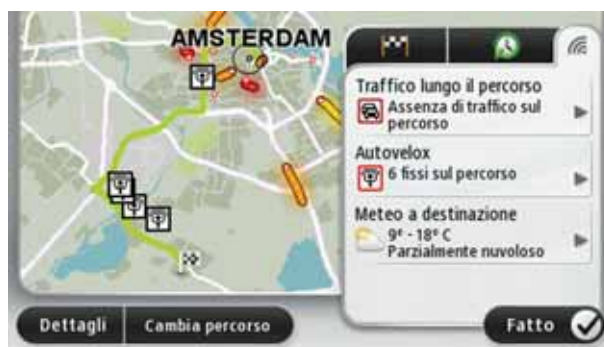 AMSTERDAM
Traffico lungo il percorso
Assenza di traffico sul
percorso
Autovelox
6 fissi sul percorso
Meteo a destinazione
9° - 18° C
Parzialmente nuvoloso
Dettagli
Cambia percorso
Fatto